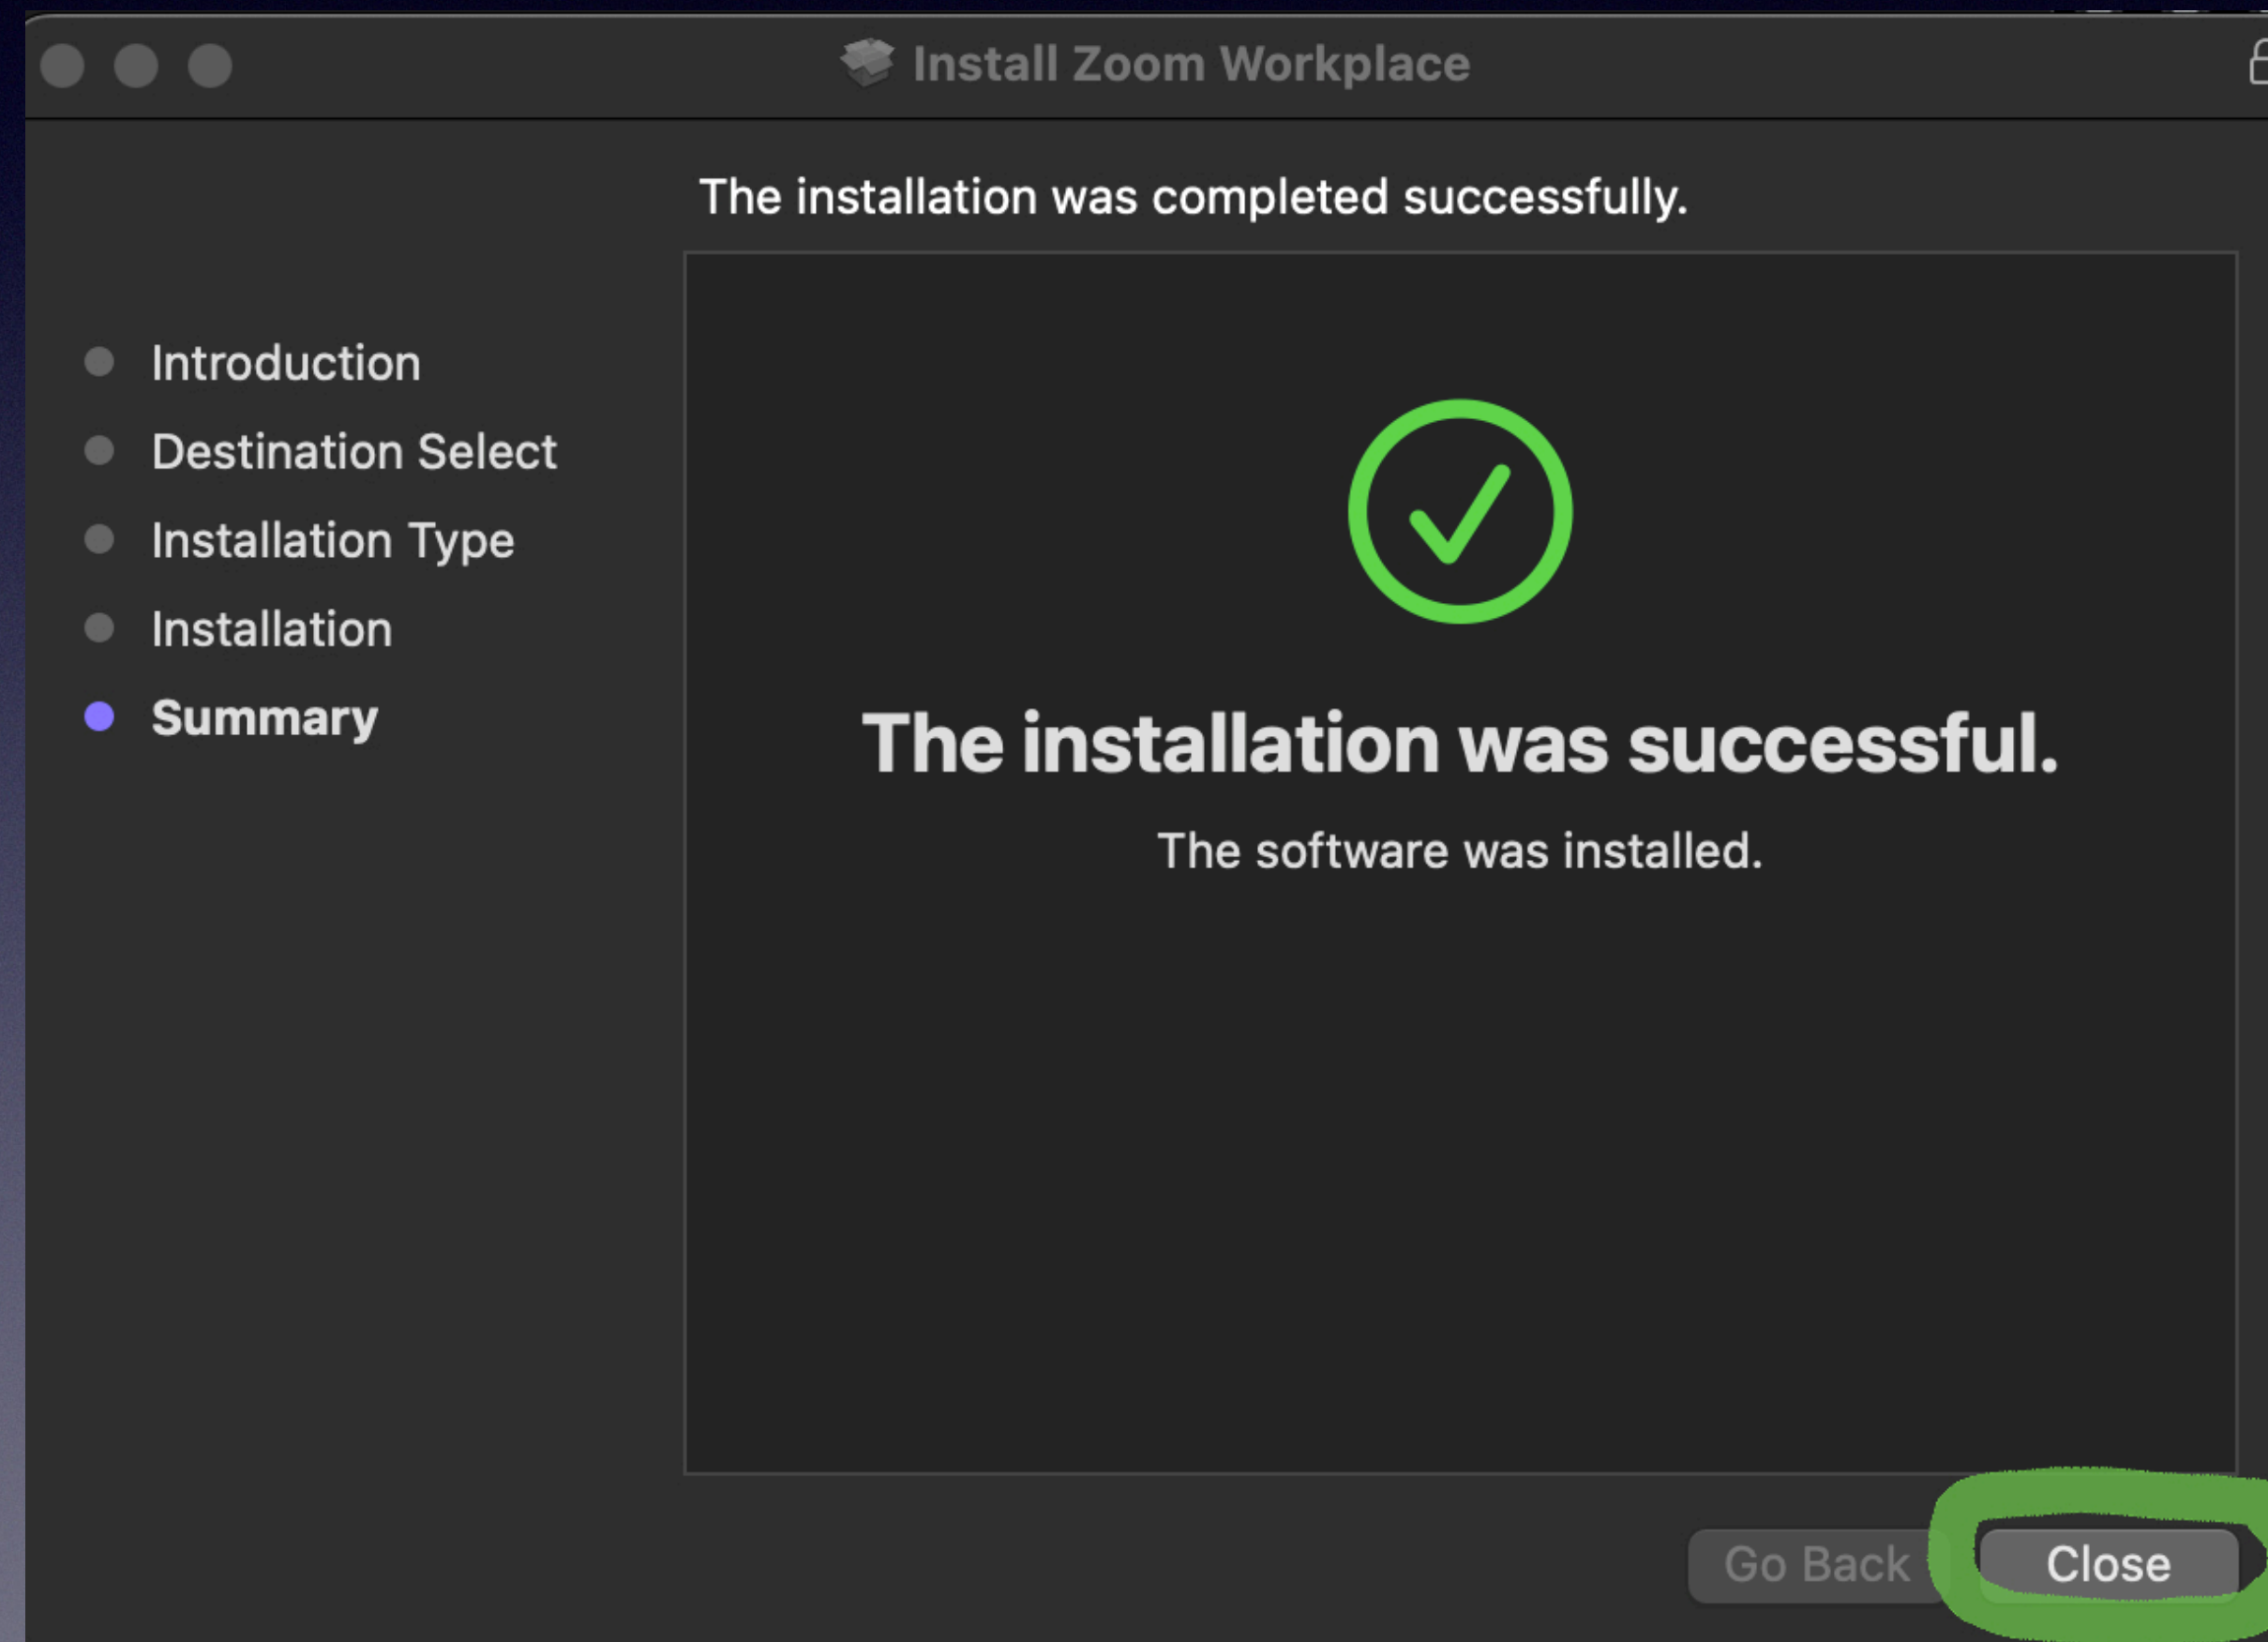 Install Zoom Workplace
The installation was completed successfully.
Introduction
Destination Select
Installation Type
Installation
Summary
The installation was successful.
The software was installed.
Go Back
Close